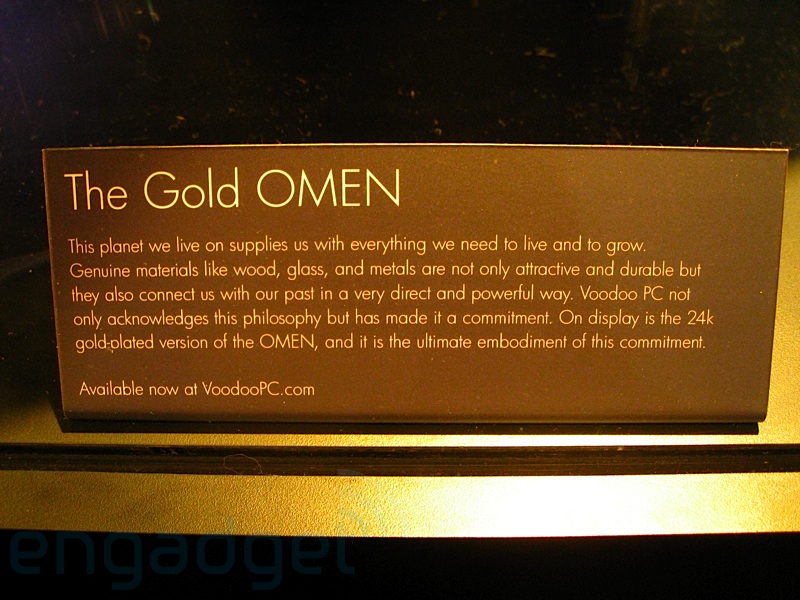 The Gold OMEN
This planet we live on supplies us with everything we need to live and to grow.
Genuine materials like wood, glass, and metals are not only attractive and durable but
they also connect us with our past in a very direct and powerful way. Voodoo PC not
only acknowledges this philosophy but has made it a commitment. On display is the 24k
gold-plated version of the OMEN, and it is the ultimate embodiment of this commitment.
Available now at VoodooPC.com
engadget